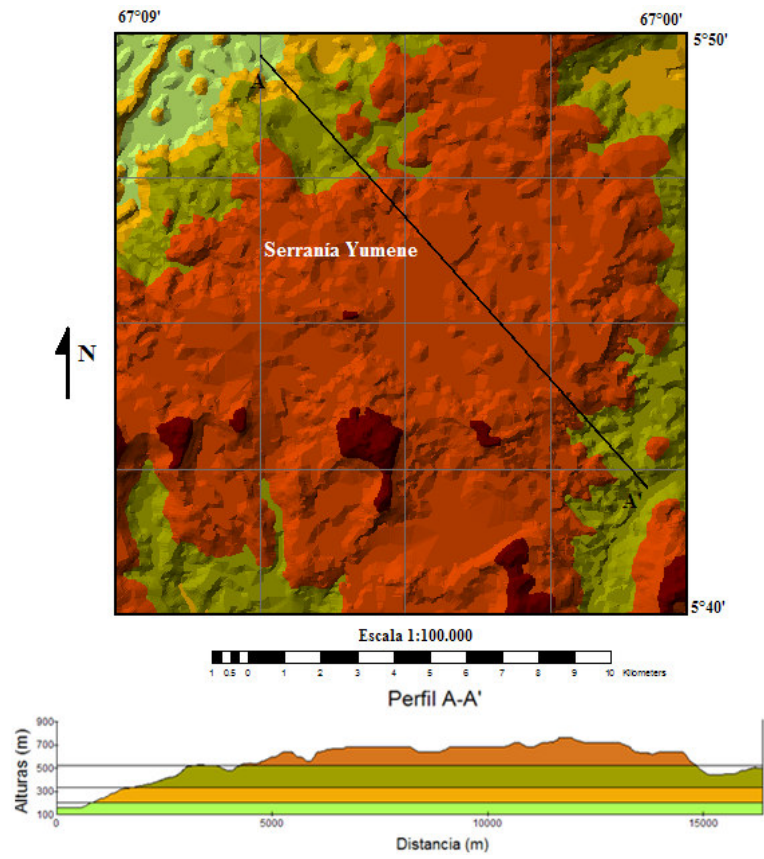 67°09'
67°00'
5°50'
A
Serranía Yumene
N
A'
5°40'
Escala 1:100.000
1 0.5 0 1 2 3 4 5 6 7 8 9 10 Kilometers
Perfil A-A'
Alturas (m)
900
700
500
300
100
0 5000 10000 15000
Distancia (m)